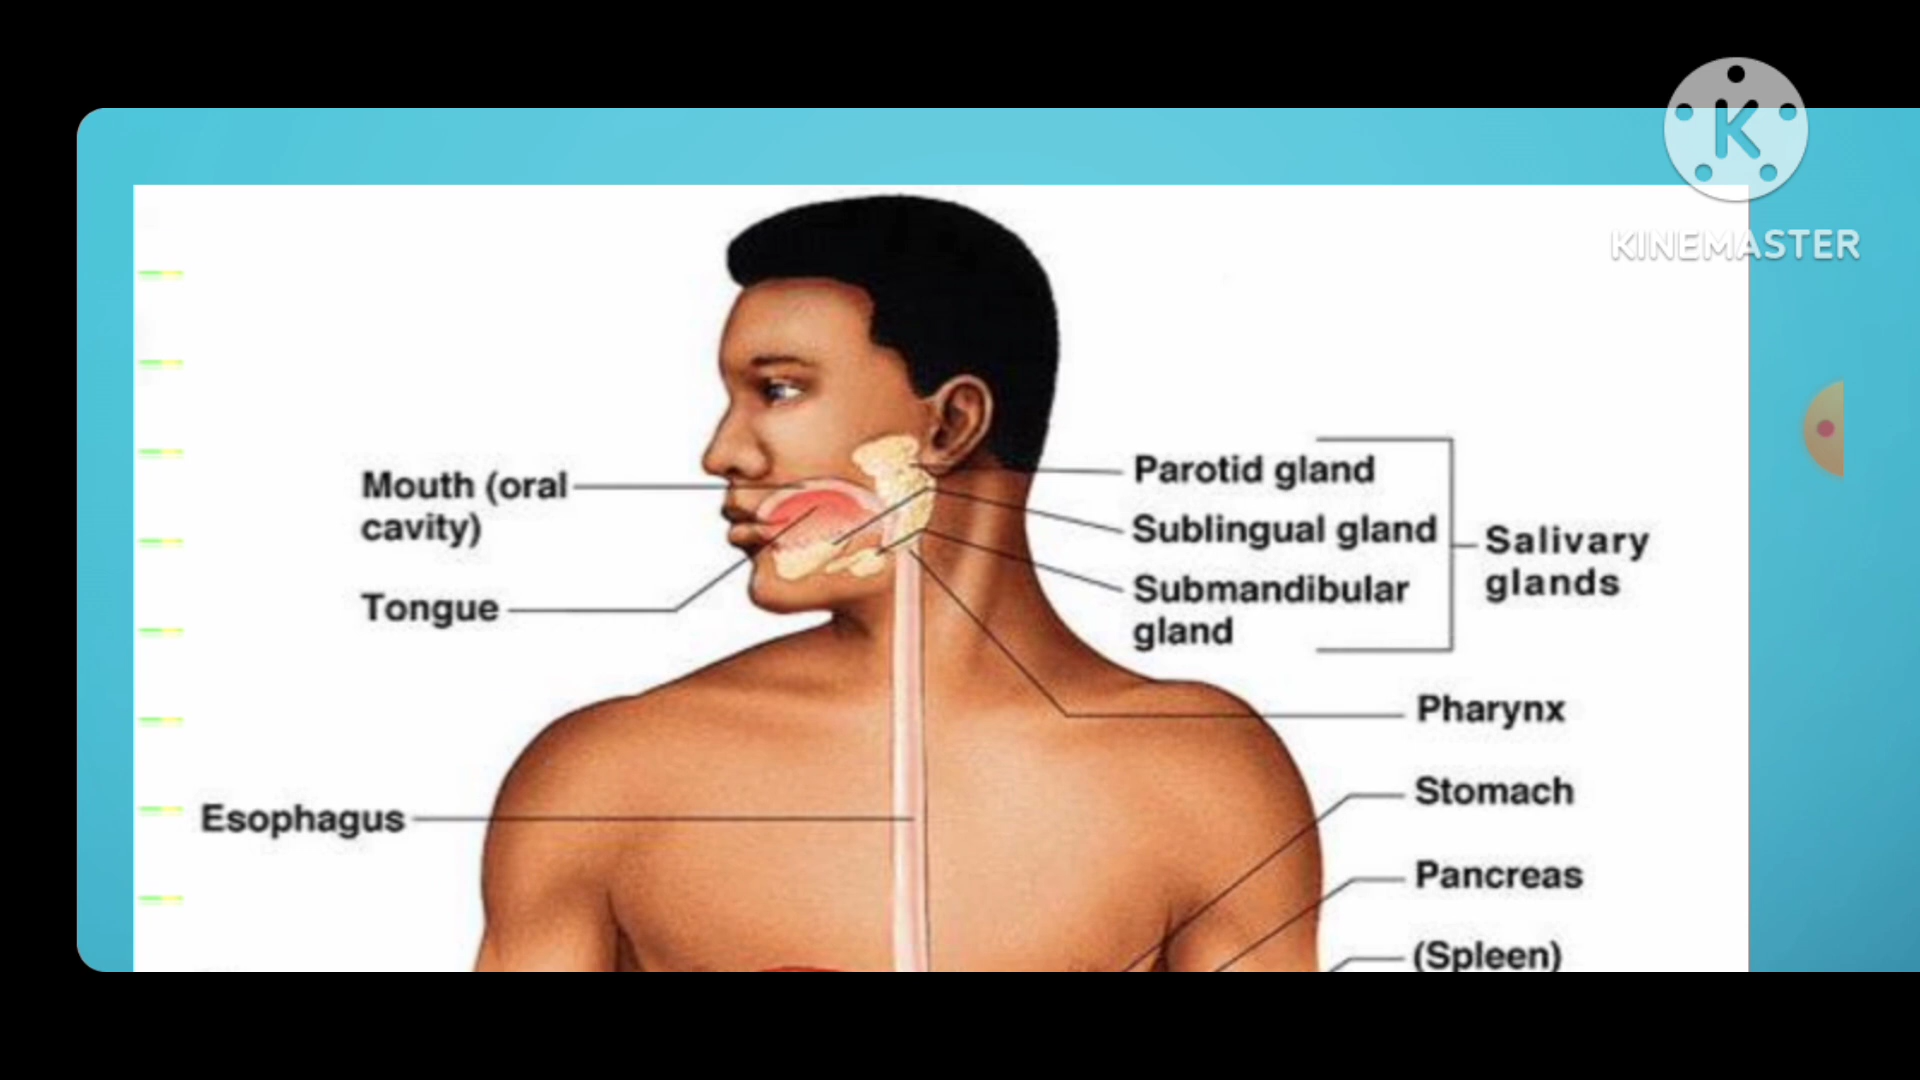 K
KINEMASTER
Mouth (oral
cavity)
Tongue
Esophagus
Parotid gland
Sublingual gland
Submandibular
gland
Salivary
glands
Pharynx
Stomach
Pancreas
(Spleen)